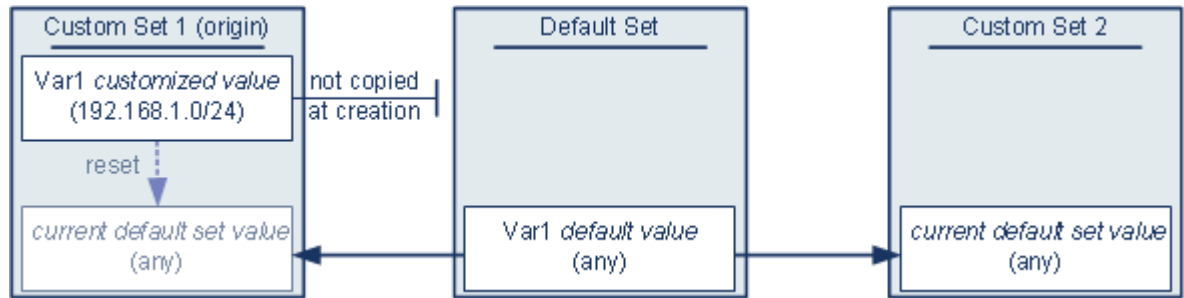 Custom Set 1 (origin)
Var1 customized value
(192.168.1.0/24)
reset
current default set value
(any)
not copied
at creation
Default Set
Var1 default value
(any)
Custom Set 2
current default set value
(any)